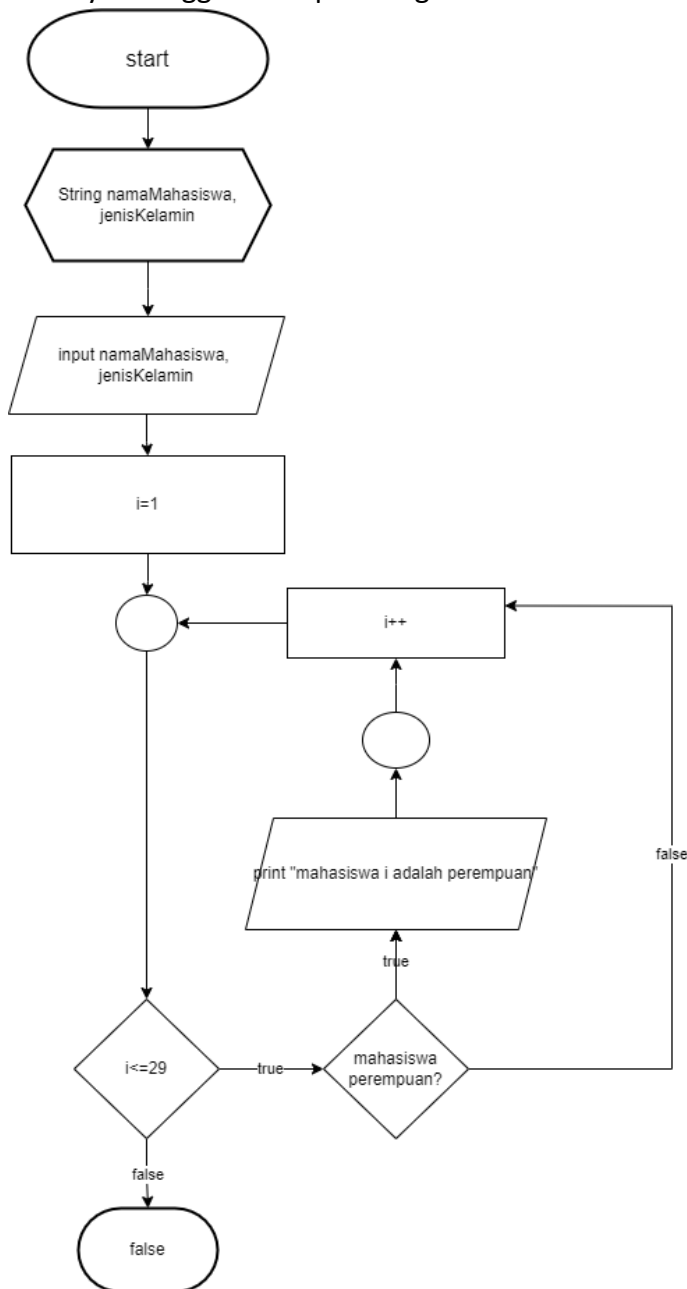 start
String namaMahasiswa,
jenisKelamin
input namaMahasiswa,
jenisKelamin
i=1
i++
print "mahasiswa i adalah perempuan"
false
true
i<=29
true
mahasiswa
perempuan?
false
false